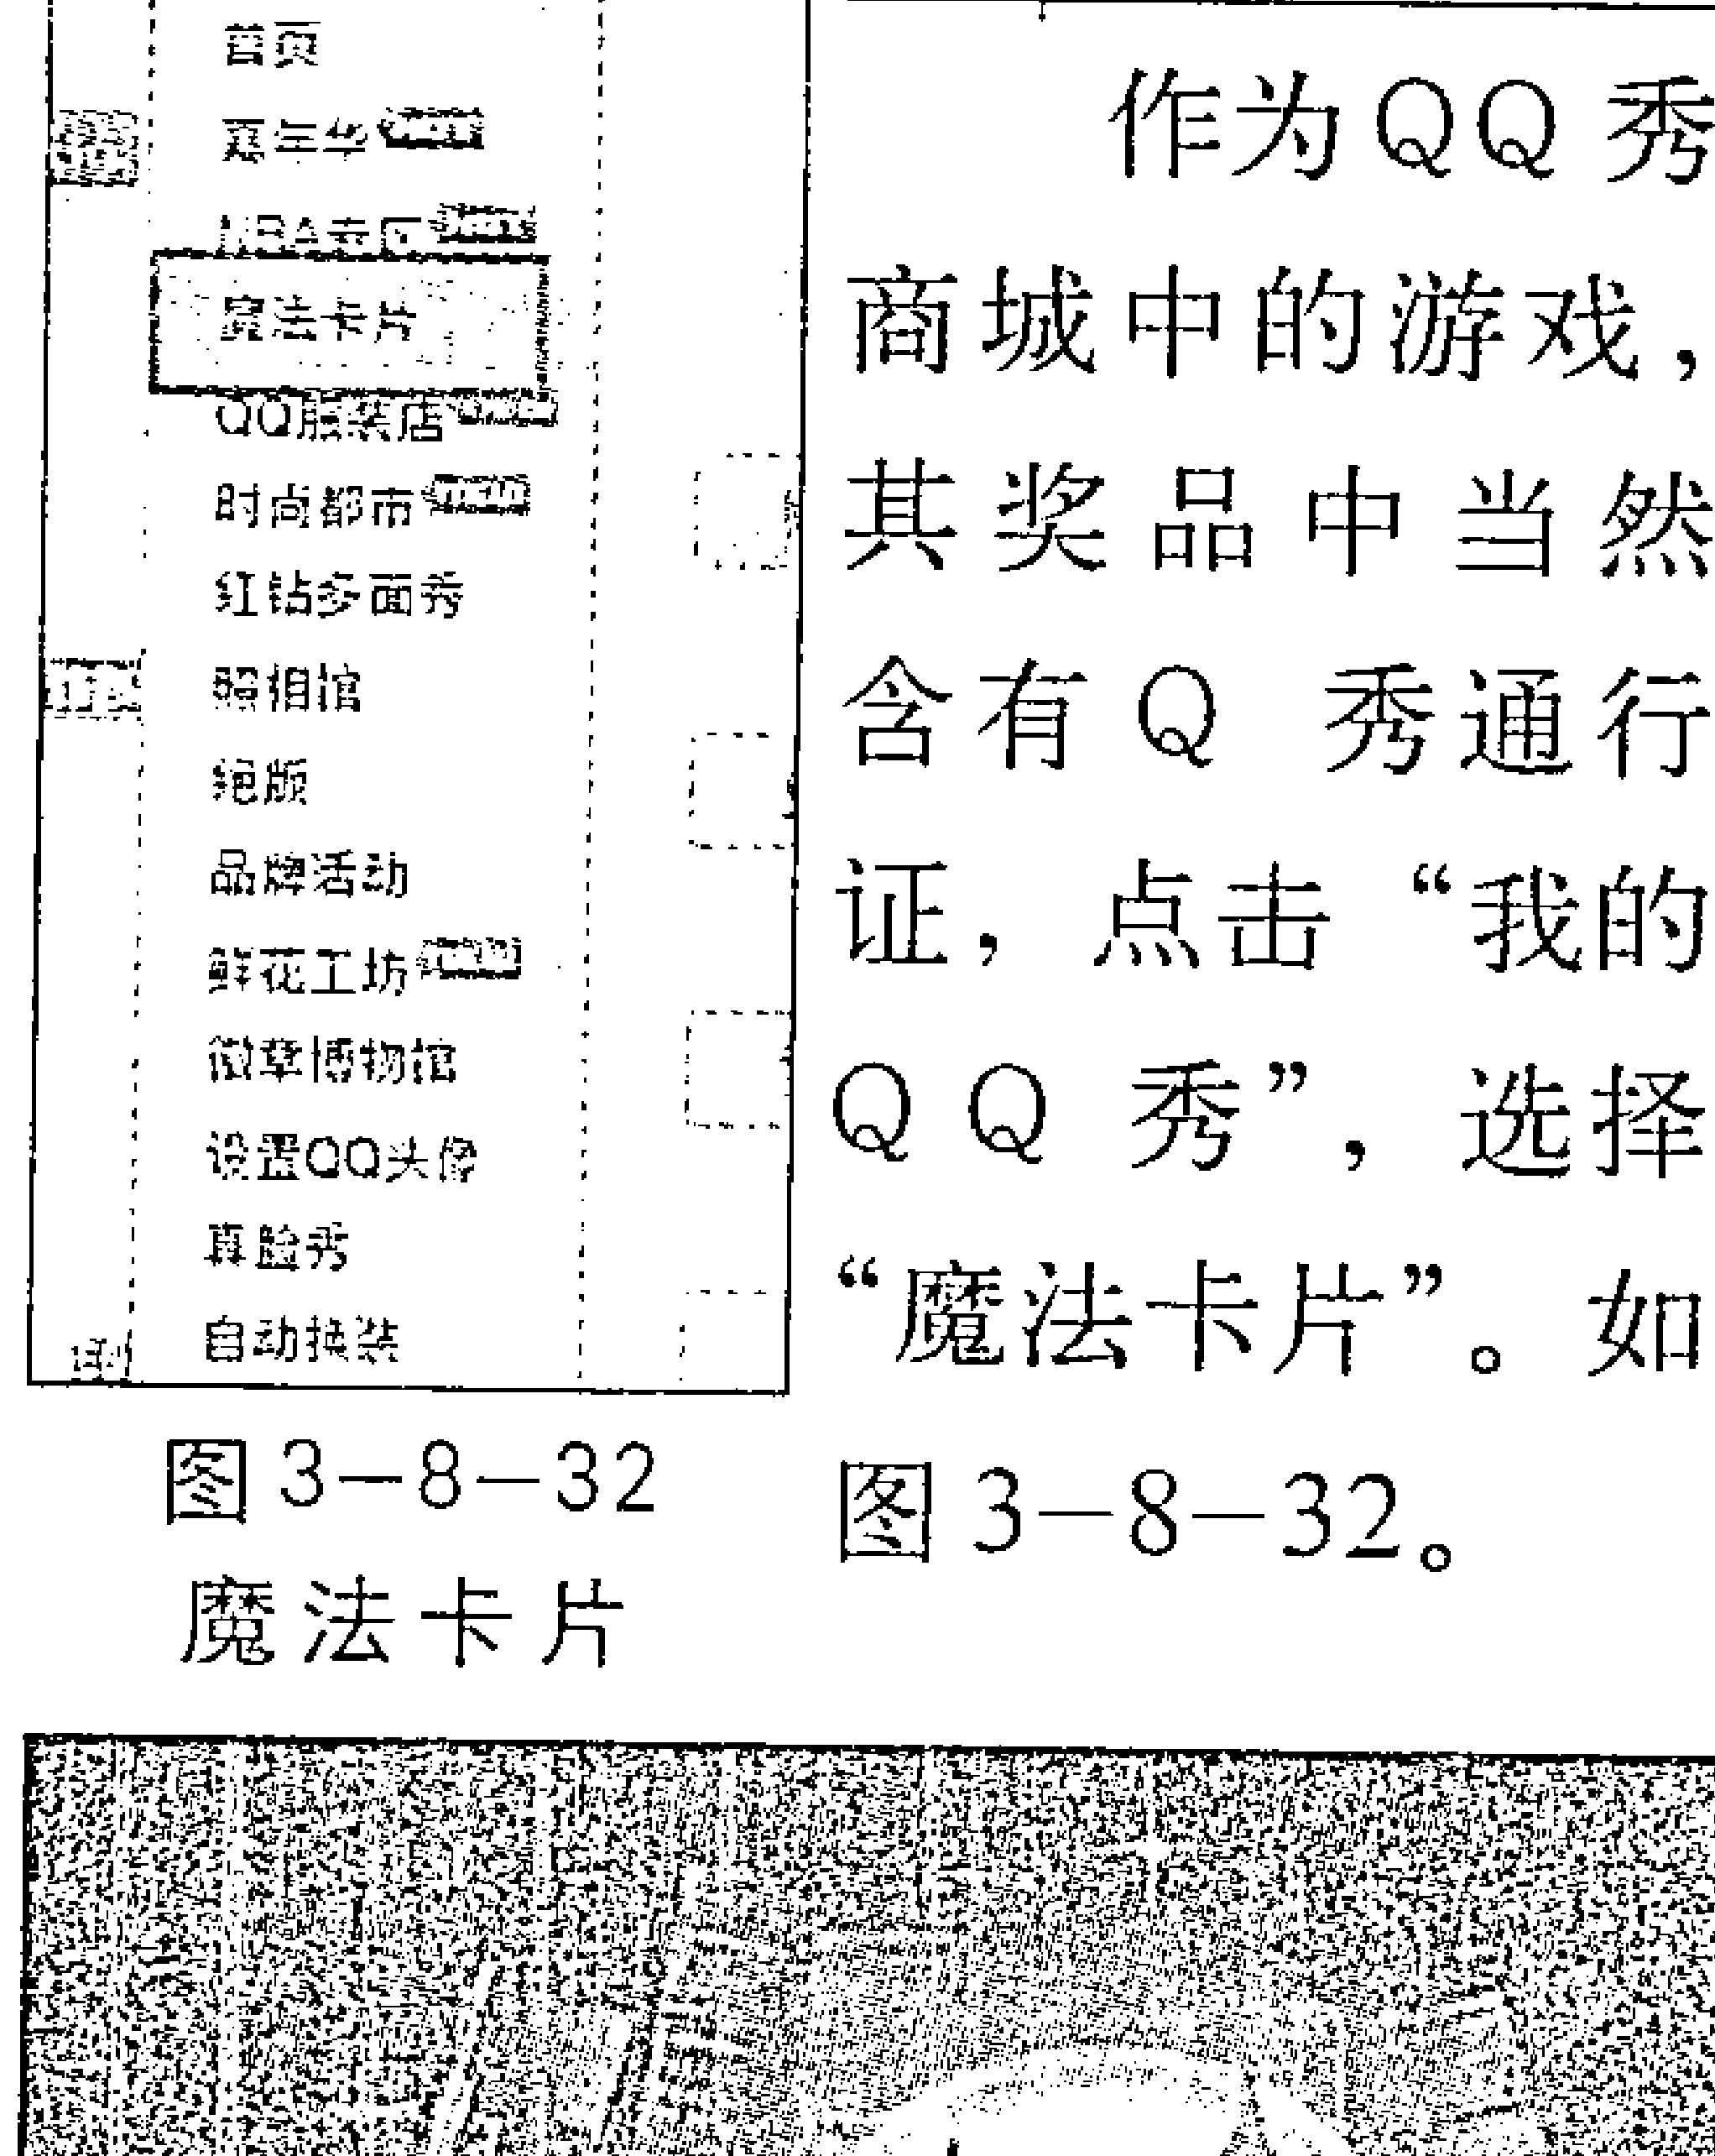 首页
嘉年华
NBA专区
魔法卡片
QQ服装店
时尚都市
红钻多面秀
照相馆
绝版
品牌活动
鲜花工坊
徽章博物馆
设置QQ头像
真脸秀
自动换装
图3-8-32
魔法卡片
作为QQ秀
商城中的游戏，
其奖品中当然
含有Q 秀通行
证，点击“我的
QQ 秀”，选择
“魔法卡片”。如
图3-8-32。